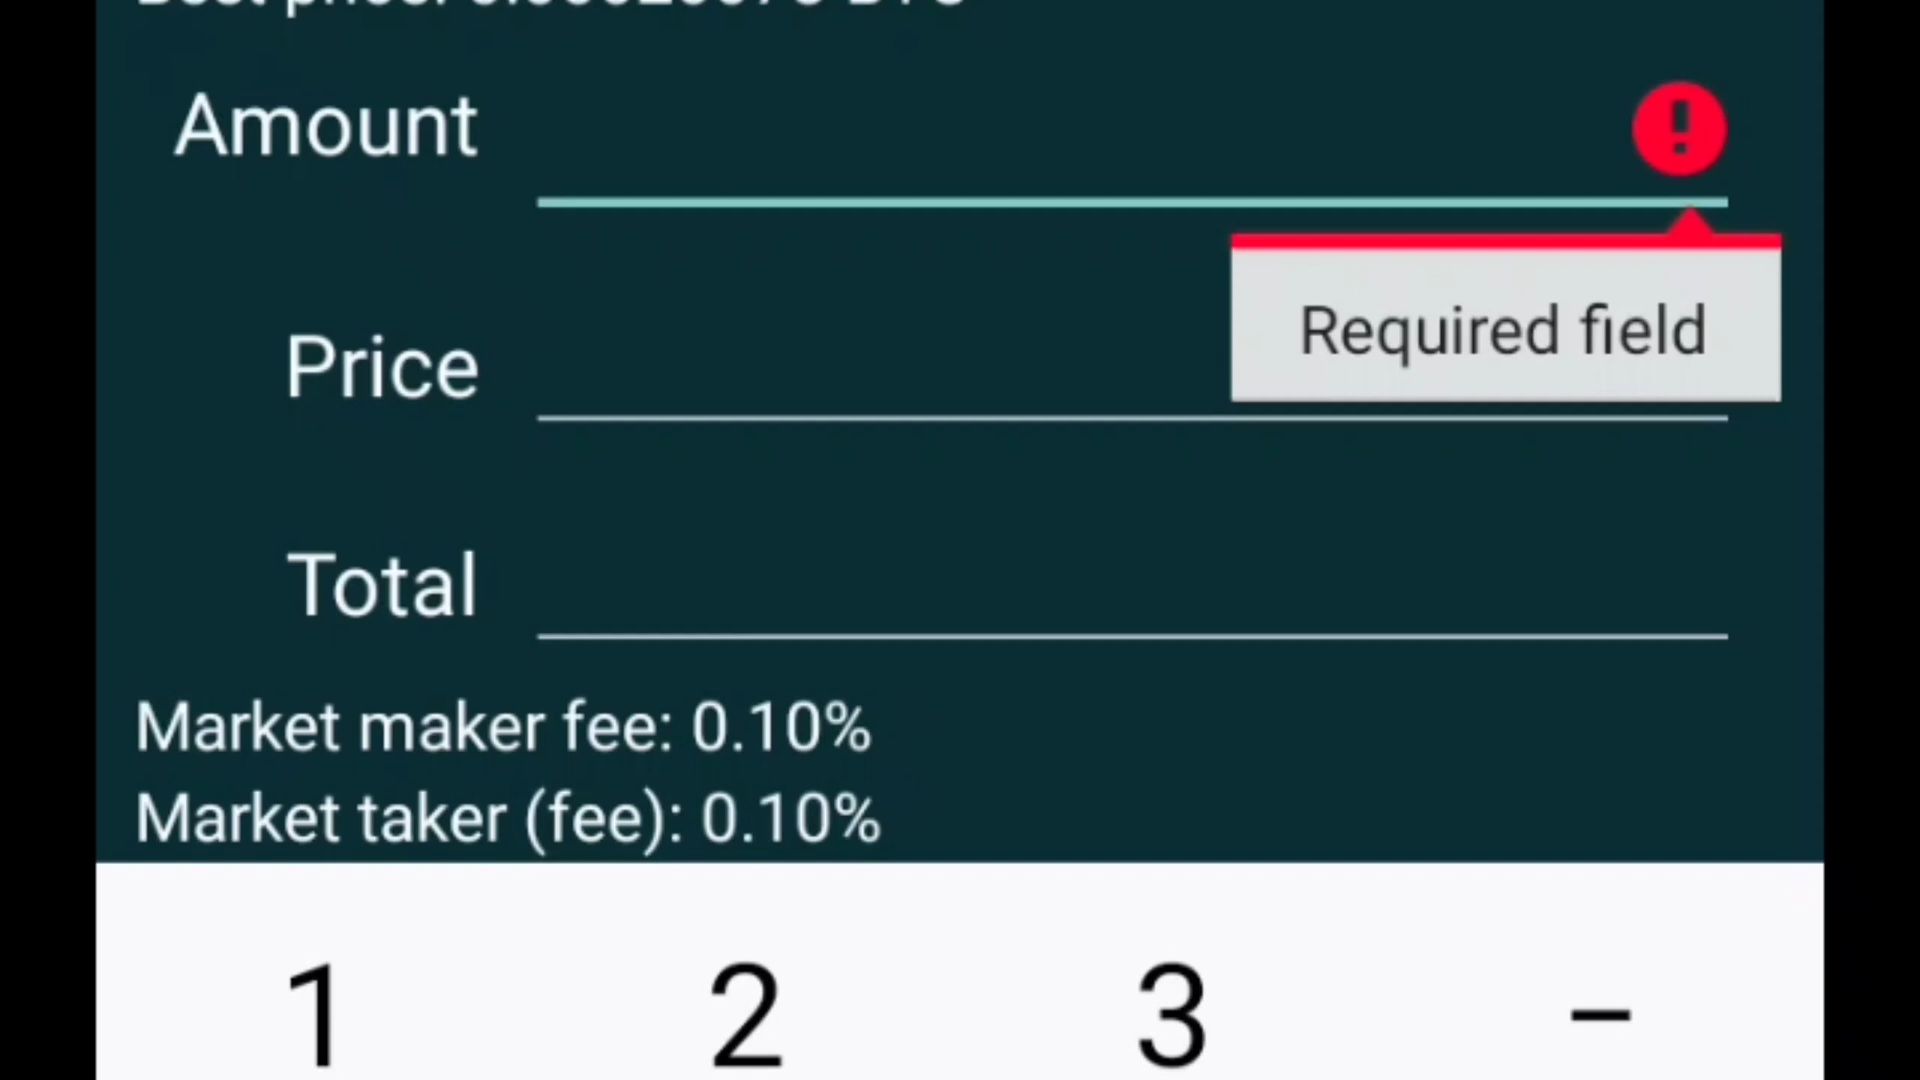 Amount
Required field
Price
Total
Market maker fee: 0.10%
Market taker (fee): 0.10%
1 2 3 –